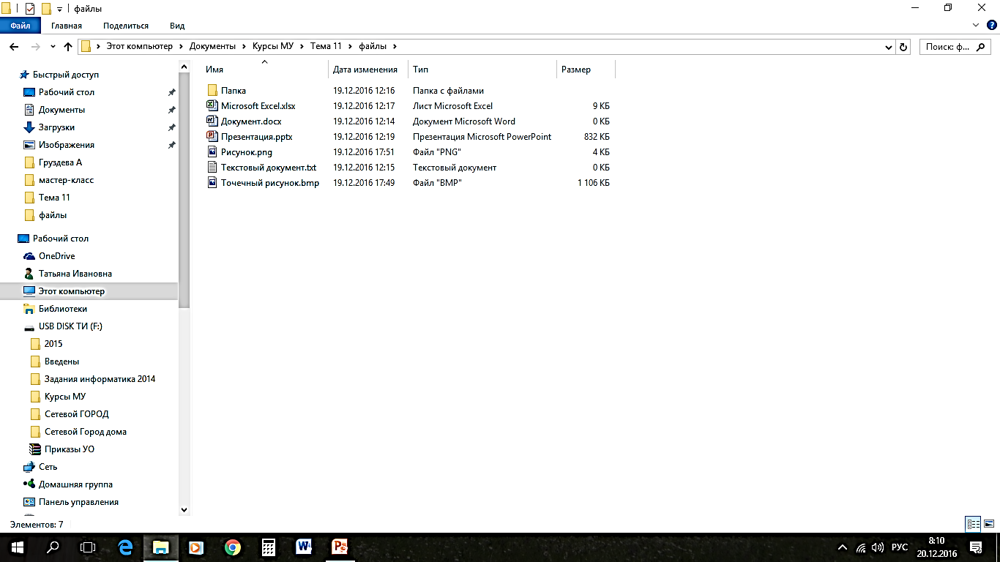 файлы
Файл Главная Поделиться Вид
Этот компьютер Документы Курсы МУ Тема 11 файлы Поиск: ф...
Быстрый доступ
Рабочий стол
Документы
Загрузки
Изображения
Груздева А
мастер-класс
Тема 11
файлы
Рабочий стол
OneDrive
Татьяна Ивановна
Этот компьютер
Библиотеки
USB DISK ТИ (F:)
2015
Введены
Задания информатика 2014
Курсы МУ
Сетевой ГОРОД
Сетевой Город дома
Приказы УО
Сеть
Домашняя группа
Панель управления
Имя Дата изменения Тип Размер
Папка 19.12.2016 12:16 Папка с файлами
Microsoft Excel.xlsx 19.12.2016 12:17 Лист Microsoft Excel 9 КБ
Документ.docx 19.12.2016 12:14 Документ Microsoft Word 0 КБ
Презентация.pptx 19.12.2016 12:19 Презентация Microsoft PowerPoint 832 КБ
Рисунок.png 19.12.2016 17:51 Файл "PNG" 4 КБ
Текстовый документ.txt 19.12.2016 12:15 Текстовый документ 0 КБ
Точечный рисунок.bmp 19.12.2016 17:49 Файл "BMP" 1 106 КБ
Элементов: 7
РУС 8:10
20.12.2016